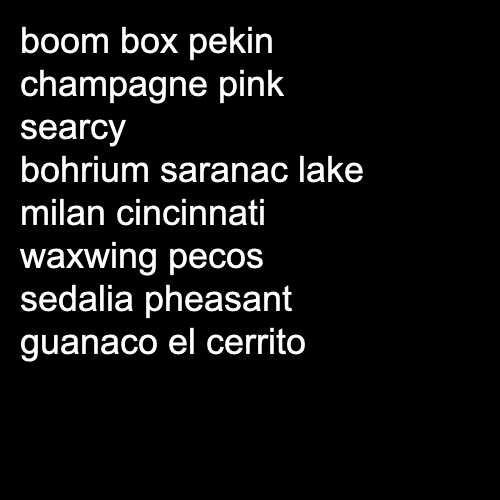 boom box pekin
champagne pink
searcy
bohrium saranac lake
milan cincinnati
waxwing pecos
sedalia pheasant
guanaco el cerrito